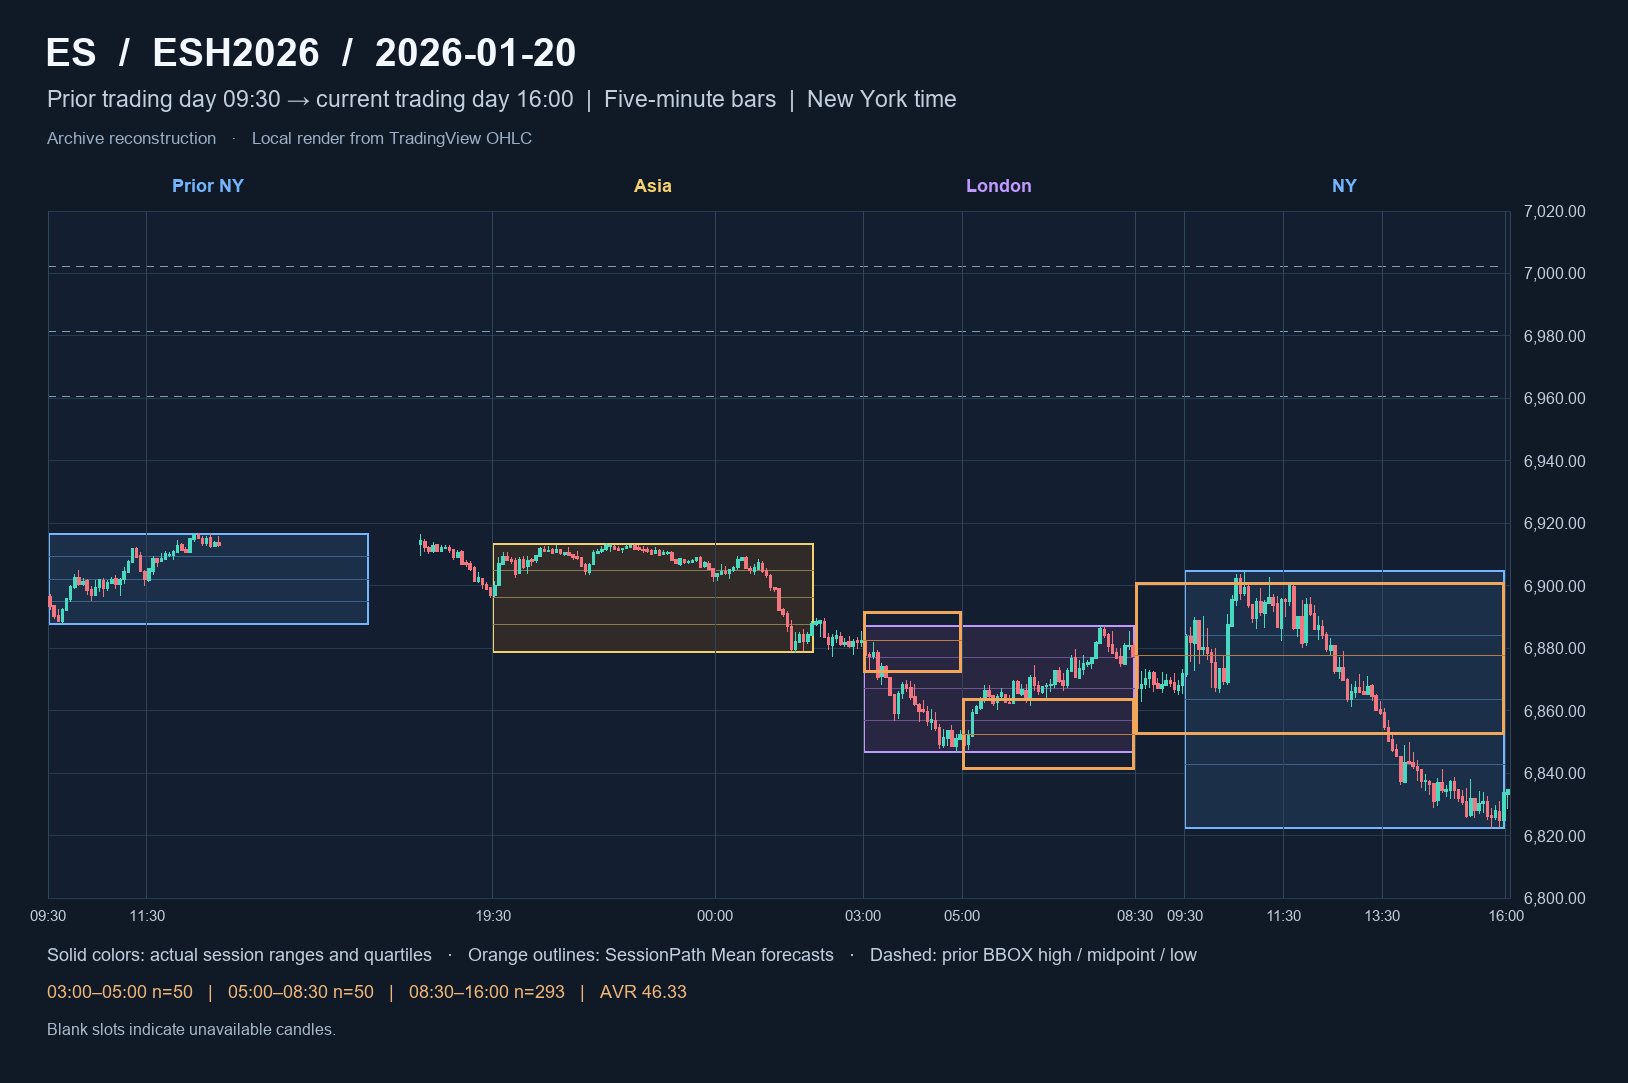 ES / ESH2026 / 2026-01-20
Prior trading day 09:30 → current trading day 16:00 | Five-minute bars | New York time
Archive reconstruction · Local render from TradingView OHLC
Prior NY Asia London NY
7,020.00
7,000.00
6,980.00
6,960.00
6,940.00
6,920.00
6,900.00
6,880.00
6,860.00
6,840.00
6,820.00
6,800.00
09:30 11:30 19:30 00:00 03:00 05:00 08:30 09:30 11:30 13:30 16:00
Solid colors: actual session ranges and quartiles · Orange outlines: SessionPath Mean forecasts · Dashed: prior BBOX high / midpoint / low
03:00–05:00 n=50 | 05:00–08:30 n=50 | 08:30–16:00 n=293 | AVR 46.33
Blank slots indicate unavailable candles.